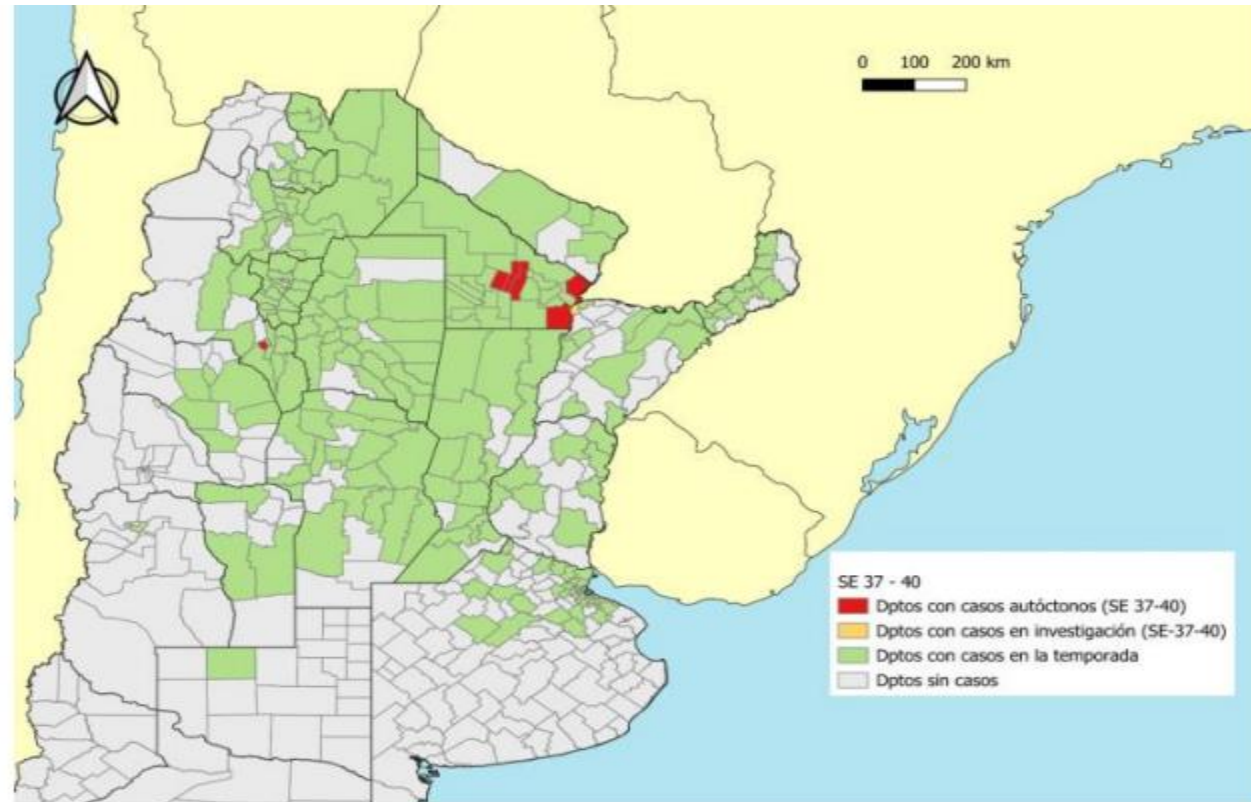 0 100 200 km
SE 37 - 40
Dptos con casos autóctonos (SE 37-40)
Dptos con casos en investigación (SE-37-40)
Dptos con casos en la temporada
Dptos sin casos